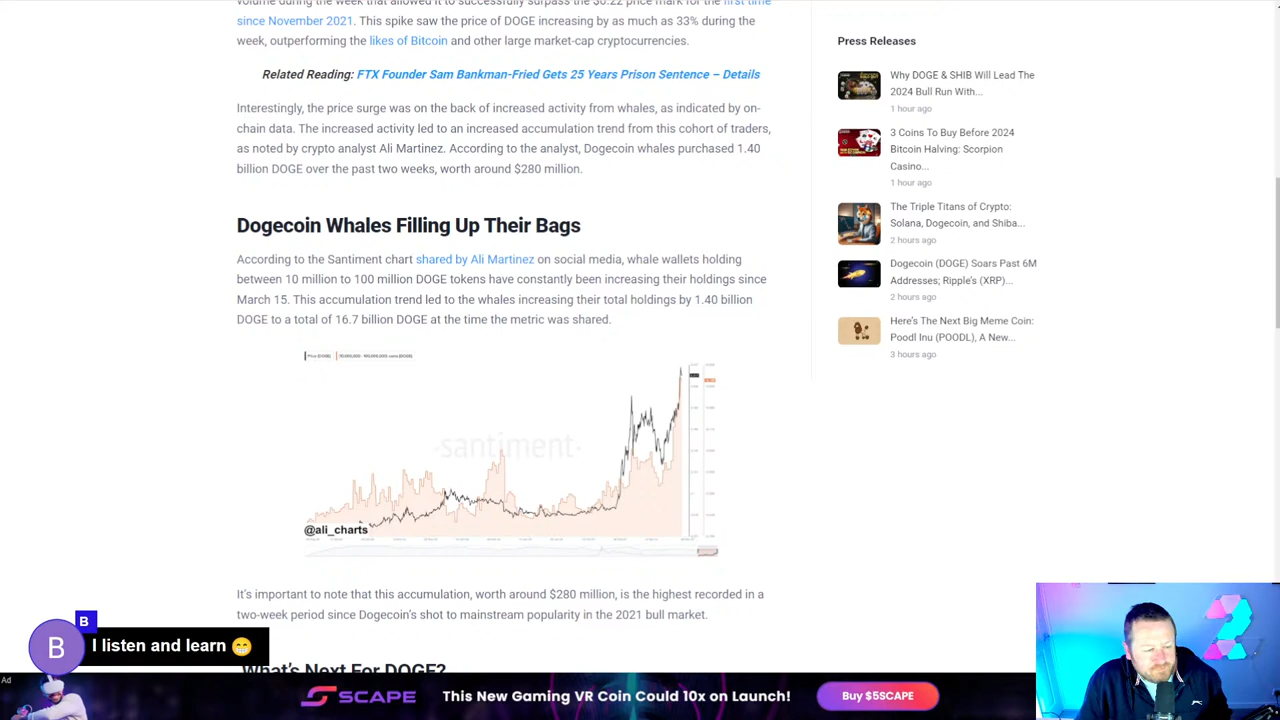 volume during the week that allowed it to successfully surpass the $0.22 price mark for the first time
since November 2021. This spike saw the price of DOGE increasing by as much as 33% during the
week, outperforming the likes of Bitcoin and other large market-cap cryptocurrencies.
Related Reading: FTX Founder Sam Bankman-Fried Gets 25 Years Prison Sentence – Details
Interestingly, the price surge was on the back of increased activity from whales, as indicated by on-
chain data. The increased activity led to an increased accumulation trend from this cohort of traders,
as noted by crypto analyst Ali Martinez. According to the analyst, Dogecoin whales purchased 1.40
billion DOGE over the past two weeks, worth around $280 million.
Dogecoin Whales Filling Up Their Bags
According to the Santiment chart shared by Ali Martinez on social media, whale wallets holding
between 10 million to 100 million DOGE tokens have constantly been increasing their holdings since
March 15. This accumulation trend led to the whales increasing their total holdings by 1.40 billion
DOGE to a total of 16.7 billion DOGE at the time the metric was shared.
·santiment·
@ali_charts
It's important to note that this accumulation, worth around $280 million, is the highest recorded in a
two-week period since Dogecoin's shot to mainstream popularity in the 2021 bull market.
What's Next For DOGE?
Press Releases
Why DOGE & SHIB Will Lead The
2024 Bull Run With...
1 hour ago
3 Coins To Buy Before 2024
Bitcoin Halving: Scorpion
Casino...
1 hour ago
The Triple Titans of Crypto:
Solana, Dogecoin, and Shiba...
2 hours ago
Dogecoin (DOGE) Soars Past 6M
Addresses; Ripple's (XRP)...
2 hours ago
Here's The Next Big Meme Coin:
Poodl Inu (POODL), A New...
3 hours ago
B
B
I listen and learn 😁
Ad
SCAPE
This New Gaming VR Coin Could 10x on Launch!
Buy $5SCAPE